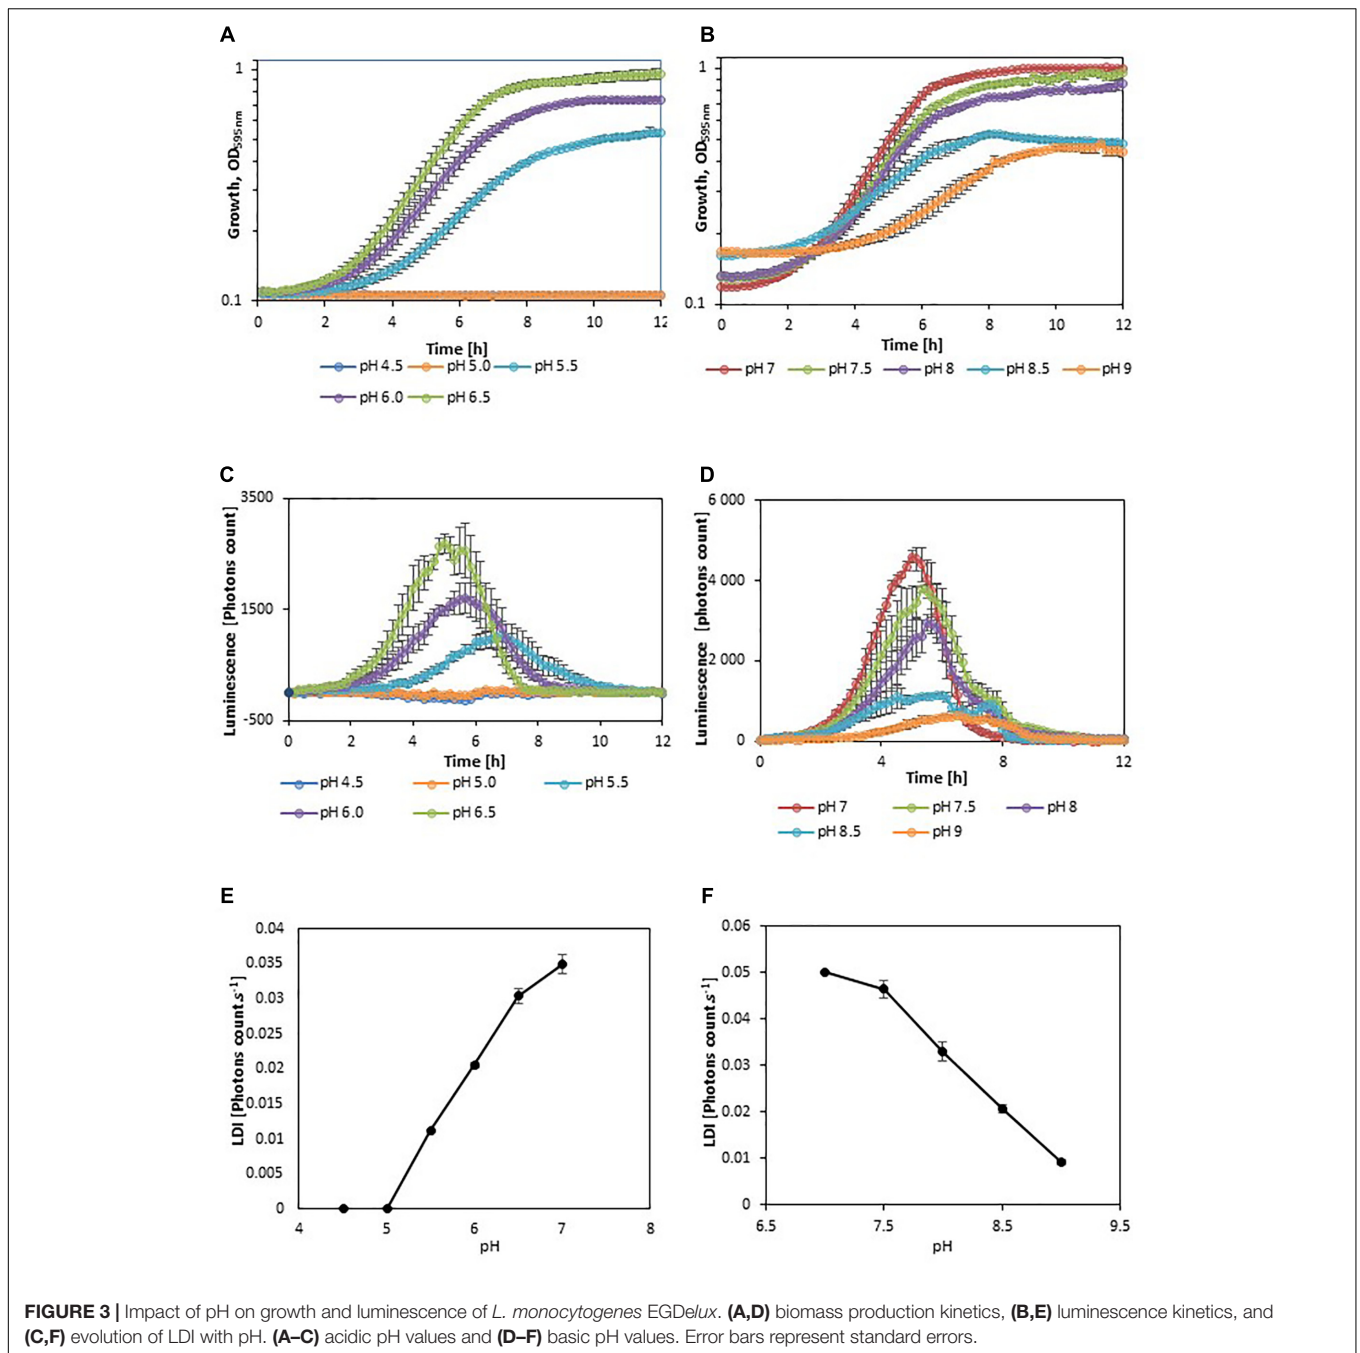 A
1
0.1
Growth, OD595nm
0 2 4 6 8 10 12
Time [h]
pH 4.5 pH 5.0 pH 5.5
pH 6.0 pH 6.5
B
1
0.1
Growth, OD595nm
0 2 4 6 8 10 12
Time [h]
pH 7 pH 7.5 pH 8 pH 8.5 pH 9
C
3500
1500
-500
Luminescence [Photons count]
0 2 4 6 8 10 12
Time [h]
pH 4.5 pH 5.0 pH 5.5
pH 6.0 pH 6.5
D
6 000
4 000
2 000
0
Luminescence [photons count]
0 4 8 12
Time [h]
pH 7 pH 7.5 pH 8
pH 8.5 pH 9
E
0.04
0.035
0.03
0.025
0.02
0.015
0.01
0.005
0
LDI [Photons count.s-1]
4 5 6 7 8
pH
F
0.06
0.05
0.04
0.03
0.02
0.01
0
LDI [Photons count.s-1]
6.5 7.5 8.5 9.5
pH
FIGURE 3 | Impact of pH on growth and luminescence of L. monocytogenes EGDelux. (A,D) biomass production kinetics, (B,E) luminescence kinetics, and
(C,F) evolution of LDI with pH. (A–C) acidic pH values and (D–F) basic pH values. Error bars represent standard errors.